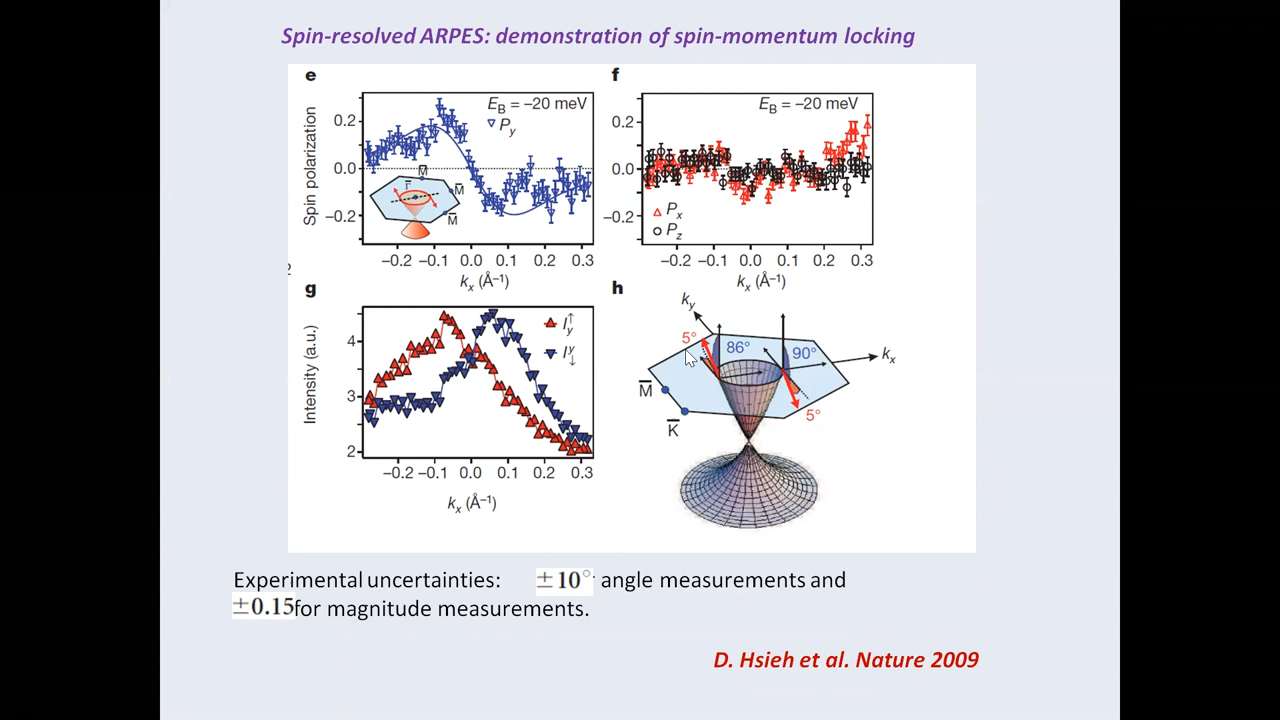 Spin-resolved ARPES: demonstration of spin-momentum locking
e
E_B = −20 meV
P_y
Spin polarization
0.2
0.0
−0.2
Γ̅
M̅
M̅
M̅
−0.2 −0.1 0.0 0.1 0.2 0.3
k_x (Å⁻¹)
f
E_B = −20 meV
0.2
0.0
−0.2
P_x
P_z
−0.2 −0.1 0.0 0.1 0.2 0.3
k_x (Å⁻¹)
g
I_y^↑
I_↓^y
Intensity (a.u.)
4
3
2
−0.2 −0.1 0.0 0.1 0.2 0.3
k_x (Å⁻¹)
h
k_y
5°
86°
90°
k_x
M̅
K̅
5°
Experimental uncertainties: ±10° angle measurements and
±0.15 for magnitude measurements.
D. Hsieh et al. Nature 2009